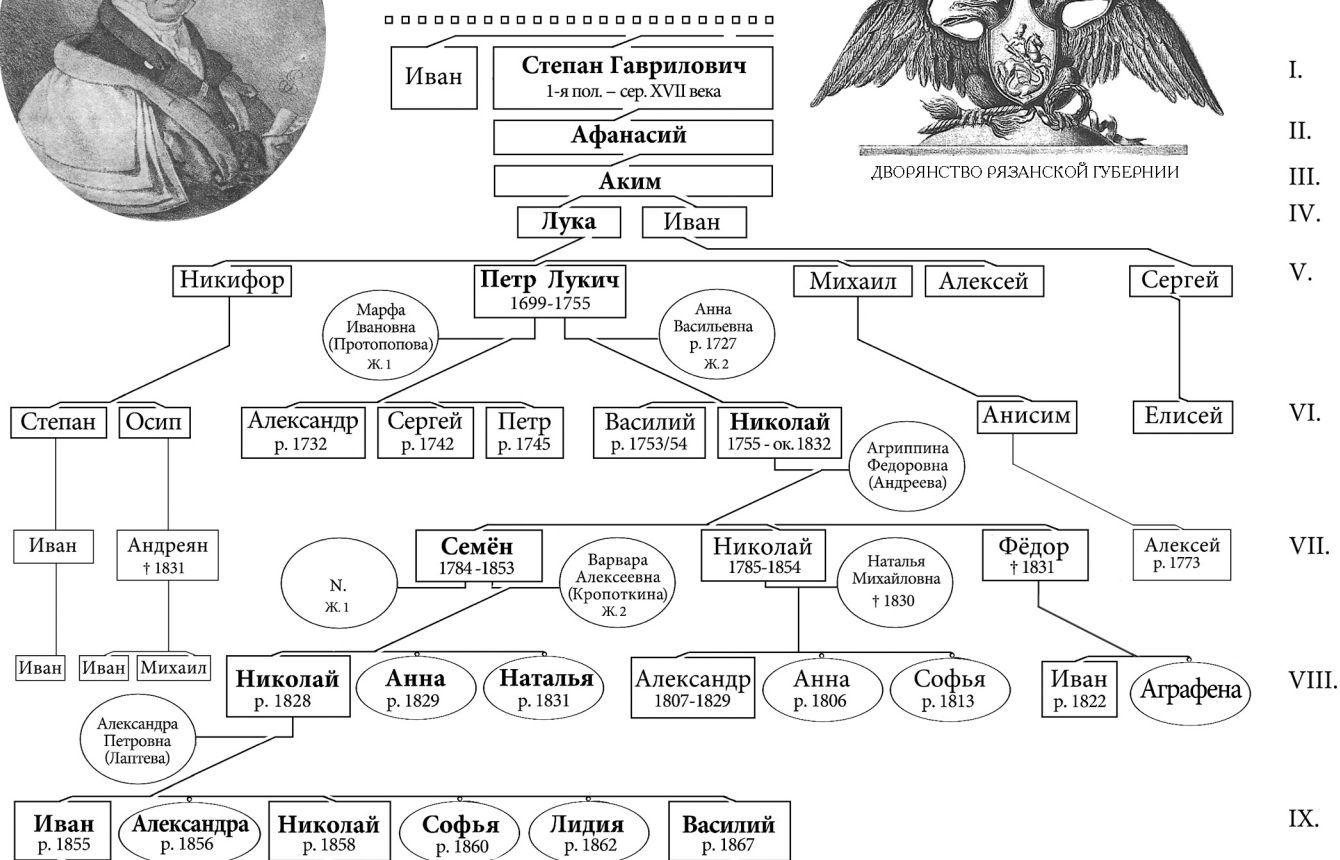 Иван
Степан Гаврилович
1-я пол. – сер. XVII века
I.
Афанасий
II.
ДВОРЯНСТВО РЯЗАНСКОЙ ГУБЕРНИИ
Аким
III.
Лука
Иван
IV.
Никифор
Петр Лукич
1699-1755
Михаил
Алексей
Сергей
V.
Марфа
Ивановна
(Протопопова)
Ж. 1
Анна
Васильевна
р. 1727
Ж. 2
Степан
Осип
Александр
р. 1732
Сергей
р. 1742
Петр
р. 1745
Василий
р. 1753/54
Николай
1755 - ок. 1832
Анисим
Елисей
VI.
Агриппина
Федоровна
(Андреева)
Иван
Андреян
† 1831
Семён
1784 -1853
Николай
1785-1854
Фёдор
† 1831
Алексей
р. 1773
VII.
N.
Ж. 1
Варвара
Алексеевна
(Кропоткина)
Ж. 2
Наталья
Михайловна
† 1830
Иван
Иван
Михаил
Николай
р. 1828
Анна
р. 1829
Наталья
р. 1831
Александр
1807-1829
Анна
р. 1806
Софья
р. 1813
Иван
р. 1822
Аграфена
VIII.
Александра
Петровна
(Лаптева)
Иван
р. 1855
Александра
р. 1856
Николай
р. 1858
Софья
р. 1860
Лидия
р. 1862
Василий
р. 1867
IX.